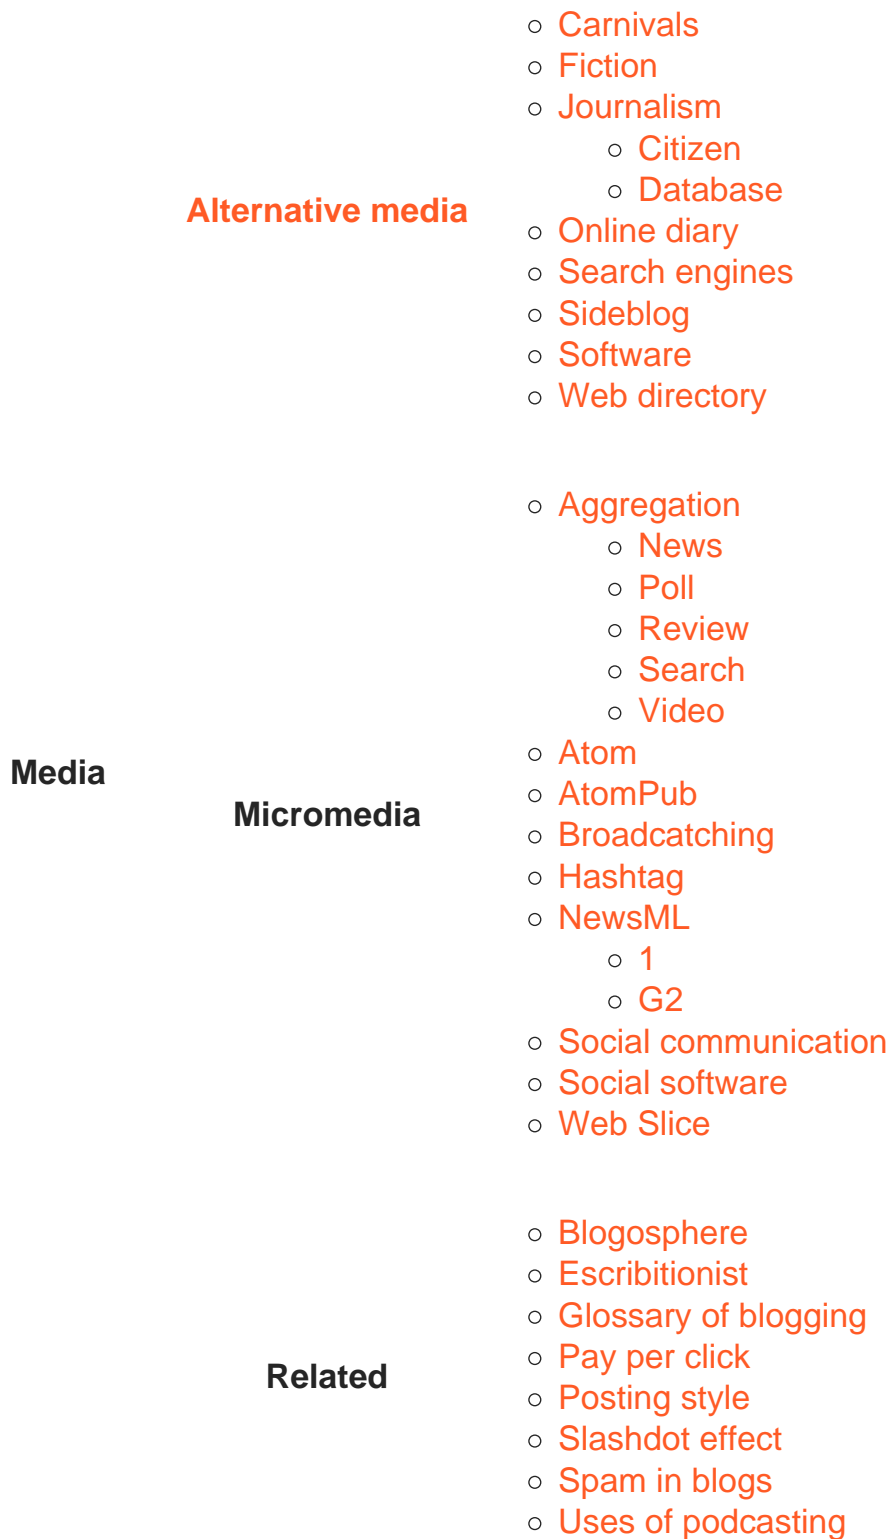 Media
Alternative media
Carnivals
Fiction
Journalism
Citizen
Database
Online diary
Search engines
Sideblog
Software
Web directory
Micromedia
Aggregation
News
Poll
Review
Search
Video
Atom
AtomPub
Broadcatching
Hashtag
NewsML
1
G2
Social communication
Social software
Web Slice
Related
Blogosphere
Escribitionist
Glossary of blogging
Pay per click
Posting style
Slashdot effect
Spam in blogs
Uses of podcasting